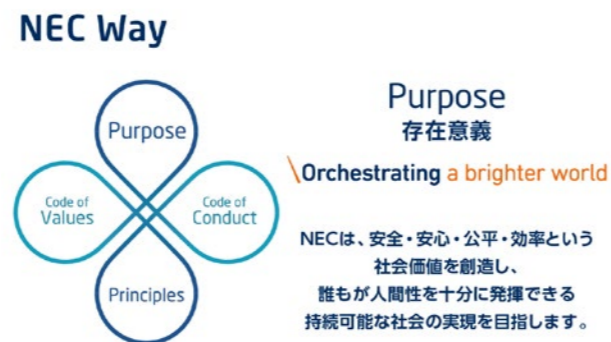 NEC Way
Purpose
Code of
Values
Code of
Conduct
Principles
Purpose
存在意義
\Orchestrating a brighter world
NECは、安全・安心・公平・効率という
社会価値を創造し、
誰もが人間性を十分に発揮できる
持続可能な社会の実現を目指します。